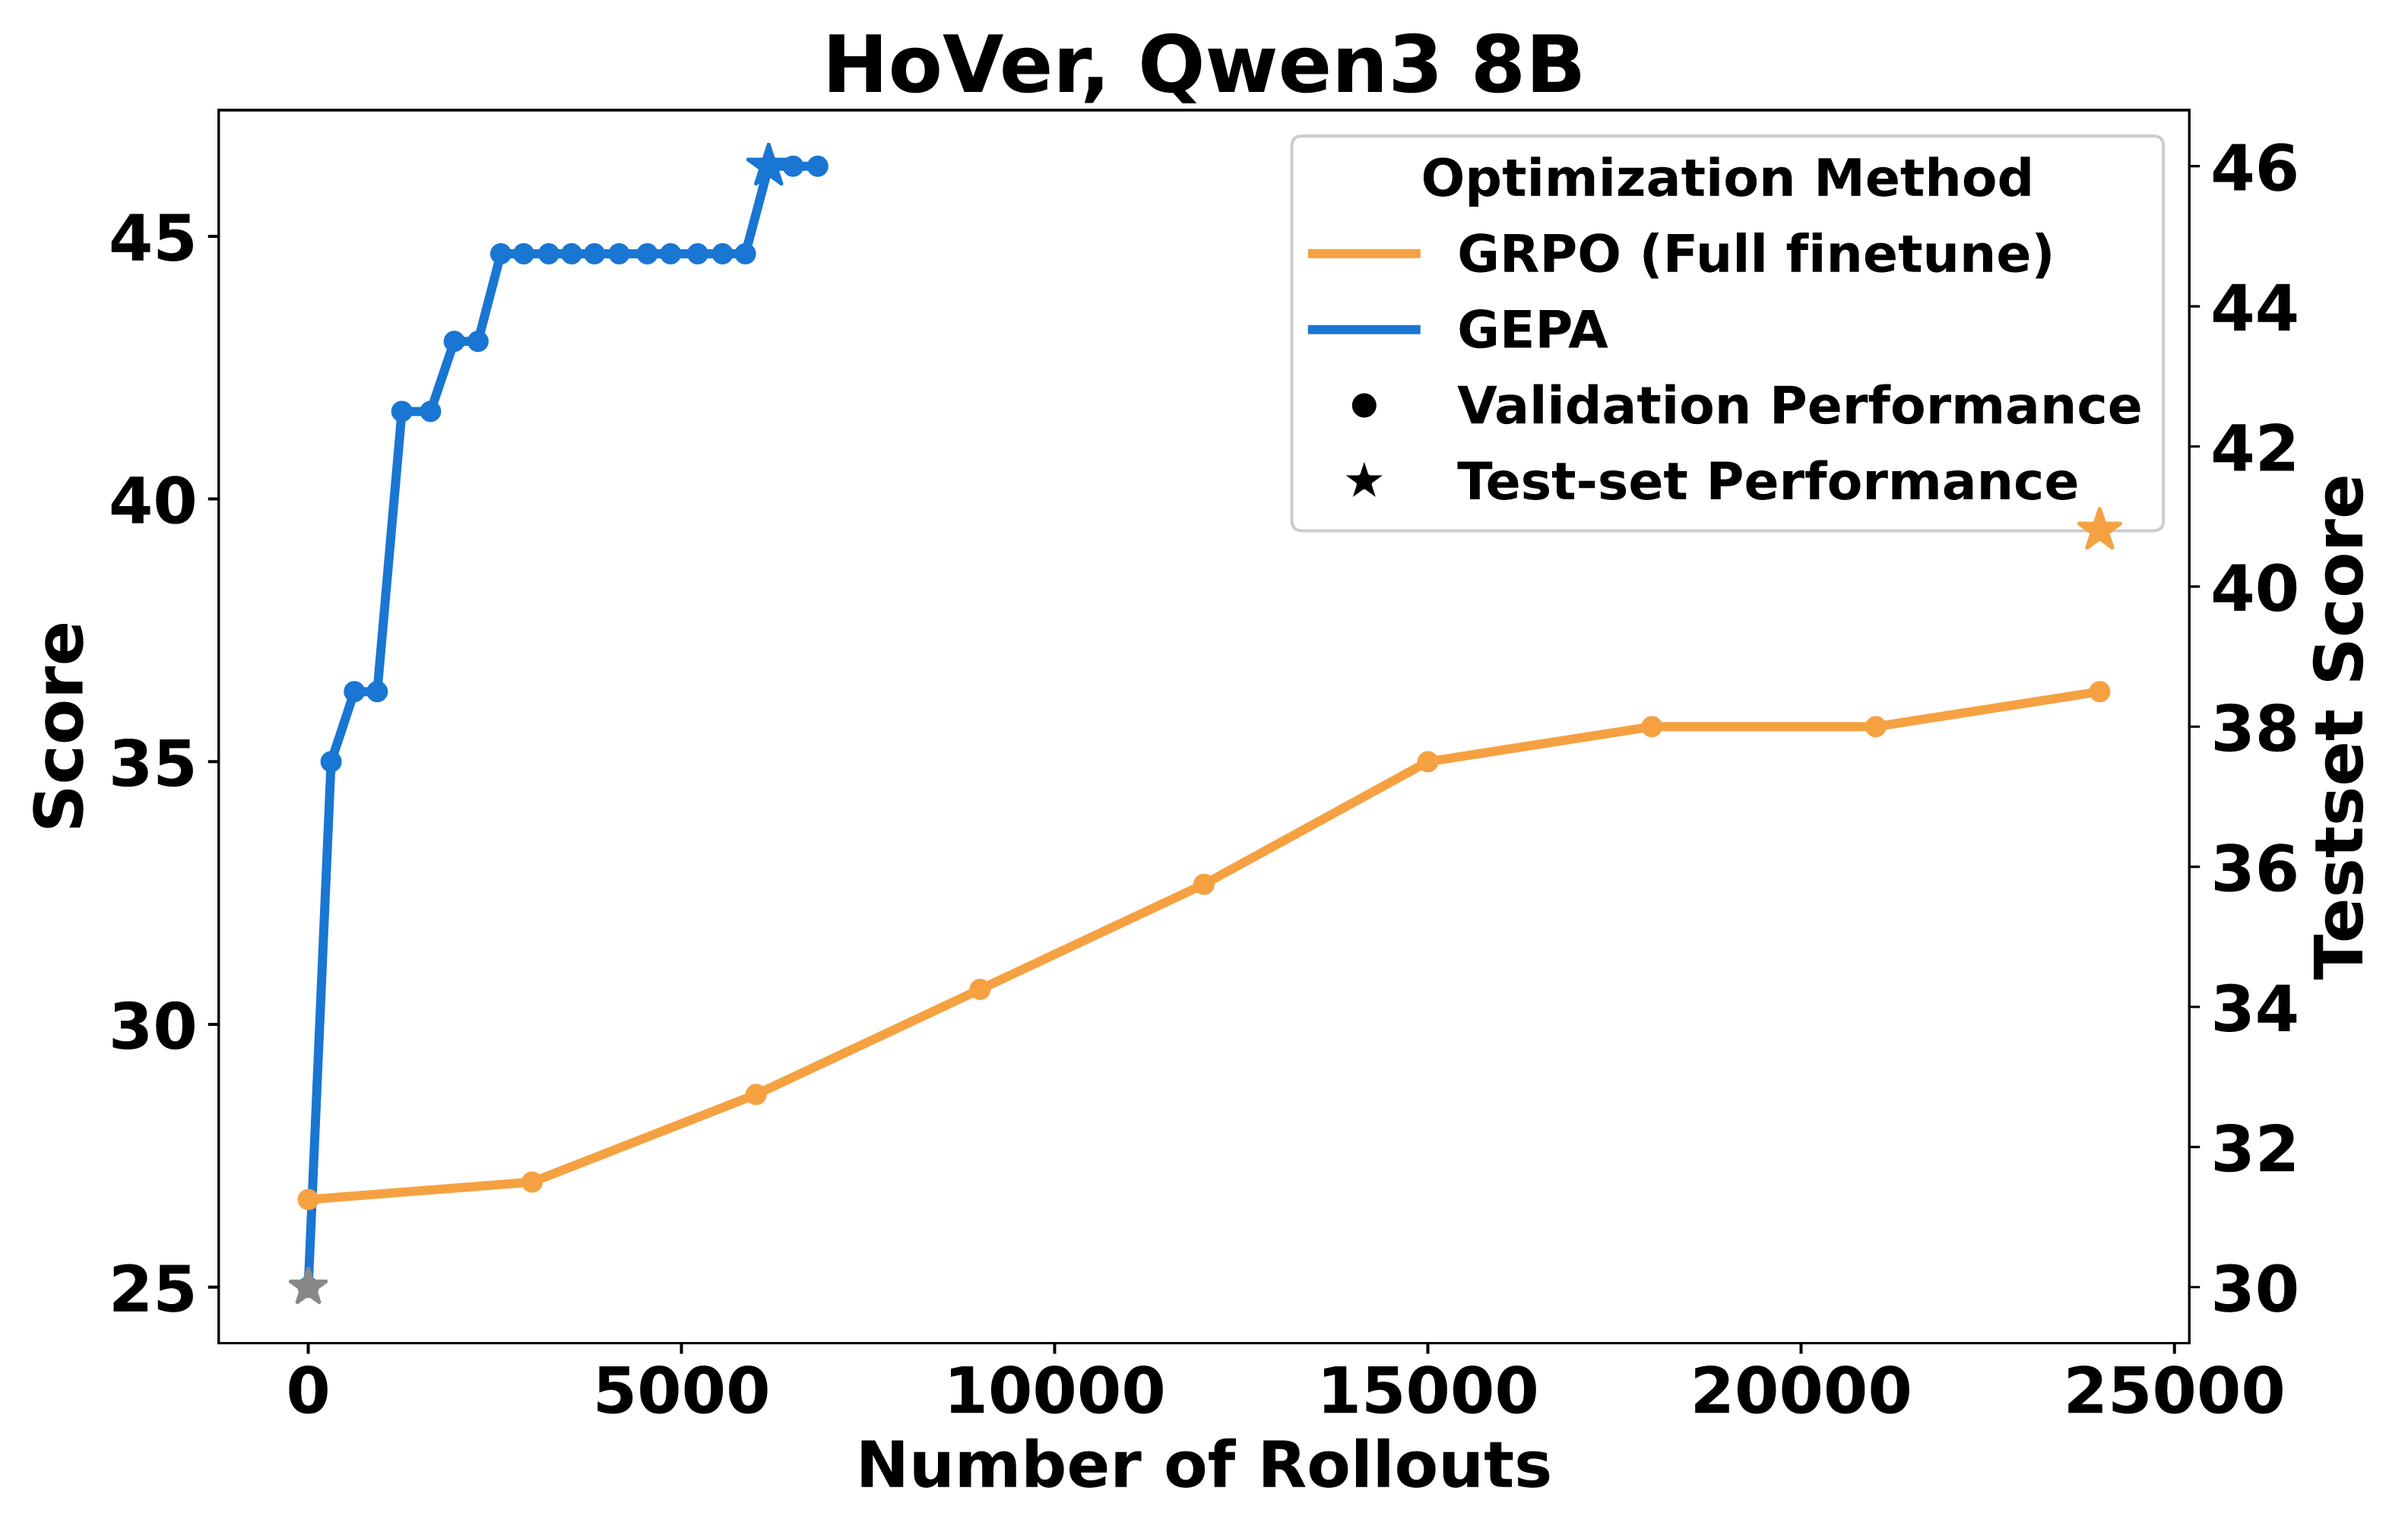 HoVer, Qwen3 8B
Optimization Method
GRPO (Full finetune)
GEPA
Validation Performance
Test-set Performance
Score
45
40
35
30
25
46
44
42
40
38
36
34
32
30
Testset Score
0 5000 10000 15000 20000 25000
Number of Rollouts